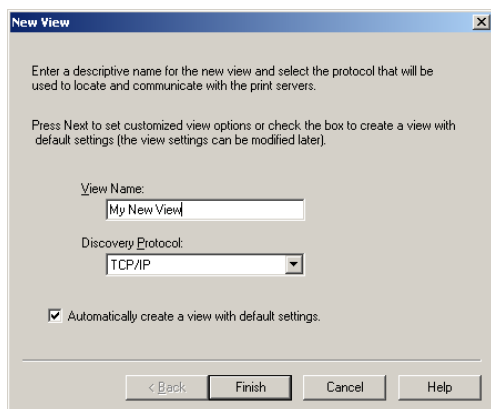 New View
Enter a descriptive name for the new view and select the protocol that will be
used to locate and communicate with the print servers.
Press Next to set customized view options or check the box to create a view with
default settings (the view settings can be modified later).
View Name:
My New View
Discovery Protocol:
TCP/IP
Automatically create a view with default settings.
< Back
Finish
Cancel
Help